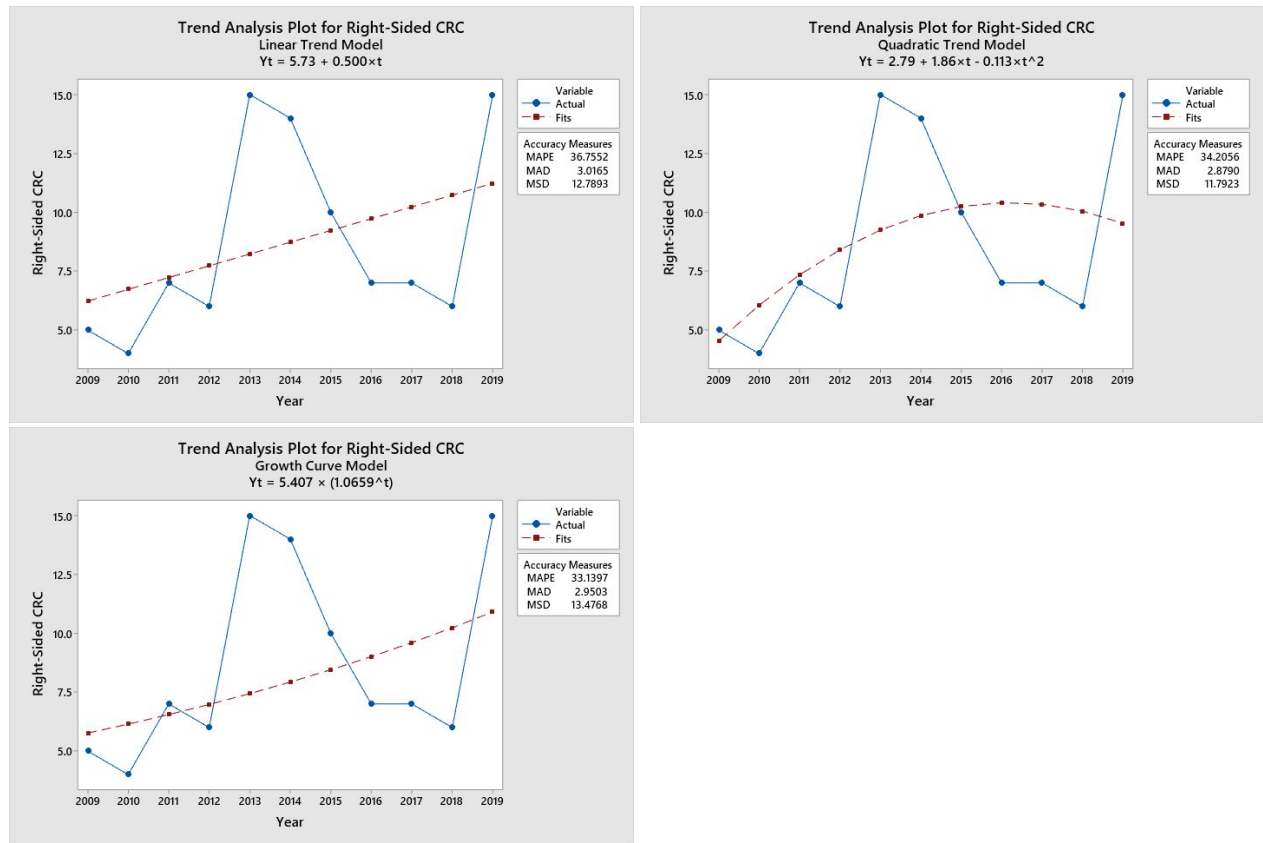 Trend Analysis Plot for Right-Sided CRC
Linear Trend Model
Yt = 5.73 + 0.500×t
15.0
12.5
10.0
7.5
5.0
Right-Sided CRC
2009 2010 2011 2012 2013 2014 2015 2016 2017 2018 2019
Year
Variable
Actual
Fits
Accuracy Measures
MAPE 36.7552
MAD 3.0165
MSD 12.7893
Trend Analysis Plot for Right-Sided CRC
Quadratic Trend Model
Yt = 2.79 + 1.86×t - 0.113×t^2
15.0
12.5
10.0
7.5
5.0
Right-Sided CRC
2009 2010 2011 2012 2013 2014 2015 2016 2017 2018 2019
Year
Variable
Actual
Fits
Accuracy Measures
MAPE 34.2056
MAD 2.8790
MSD 11.7923
Trend Analysis Plot for Right-Sided CRC
Growth Curve Model
Yt = 5.407 × (1.0659^t)
15.0
12.5
10.0
7.5
5.0
Right-Sided CRC
2009 2010 2011 2012 2013 2014 2015 2016 2017 2018 2019
Year
Variable
Actual
Fits
Accuracy Measures
MAPE 33.1397
MAD 2.9503
MSD 13.4768